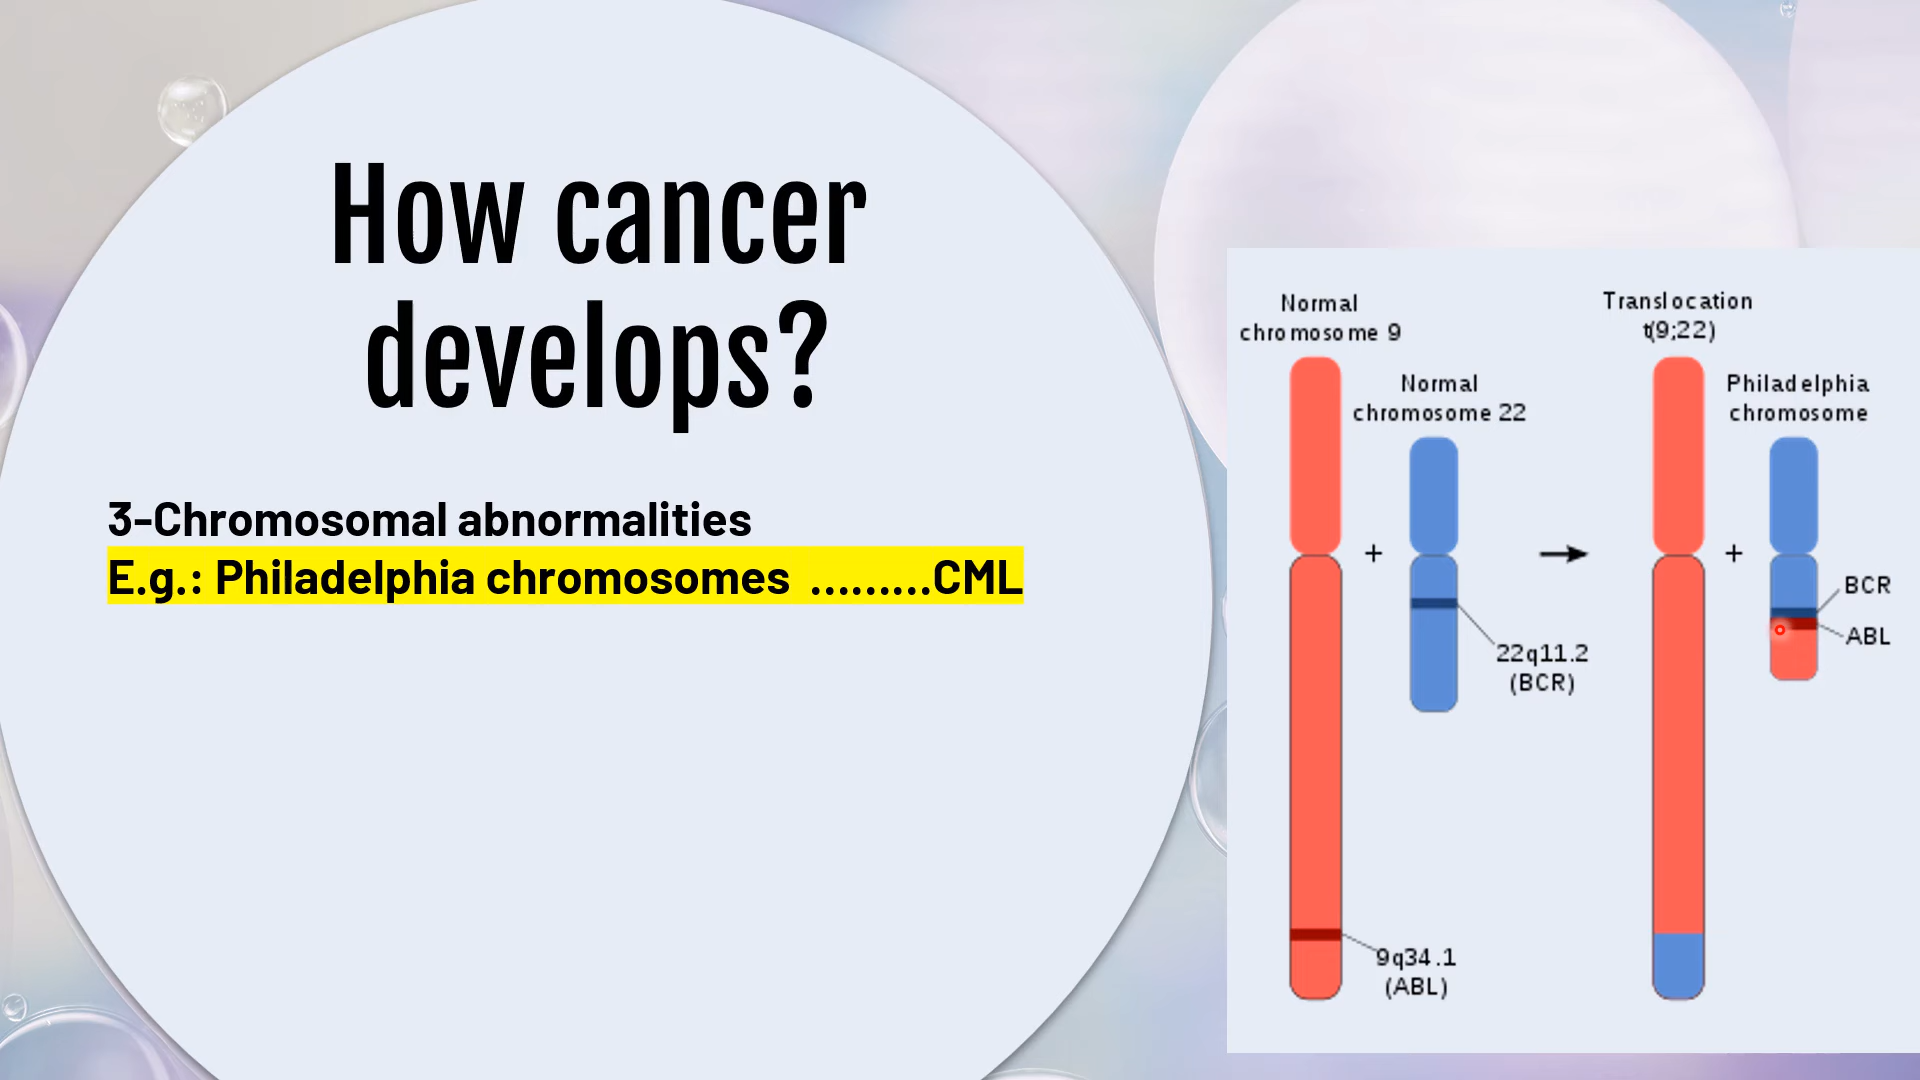 How cancer
develops?
3-Chromosomal abnormalities
E.g.: Philadelphia chromosomes .........CML
Normal
chromosome 9
Normal
chromosome 22
22q11.2
(BCR)
9q34.1
(ABL)
Translocation
t(9;22)
Philadelphia
chromosome
+
+
BCR
ABL